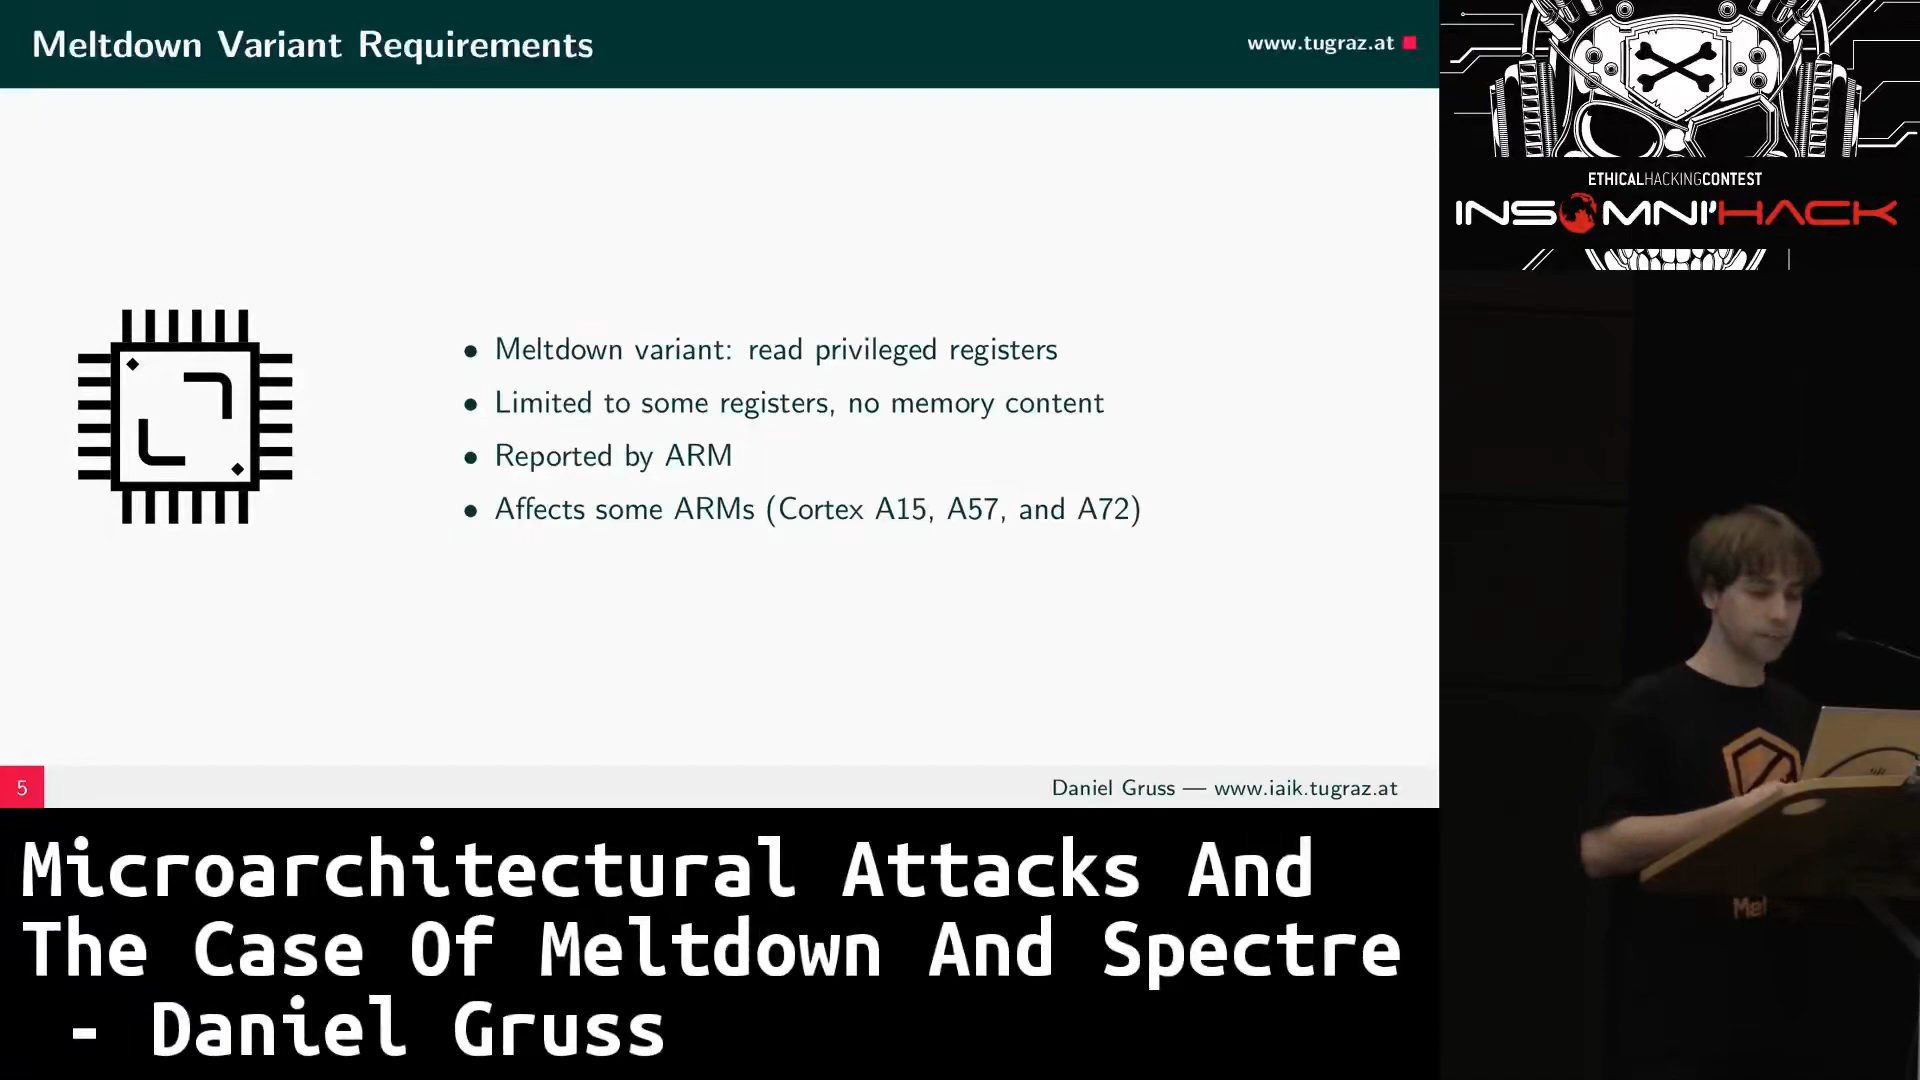 Meltdown Variant Requirements
www.tugraz.at
ETHICALHACKINGCONTEST
INSOMNI'HACK
• Meltdown variant: read privileged registers
• Limited to some registers, no memory content
• Reported by ARM
• Affects some ARMs (Cortex A15, A57, and A72)
5
Daniel Gruss — www.iaik.tugraz.at
Microarchitectural Attacks And
The Case Of Meltdown And Spectre
- Daniel Gruss